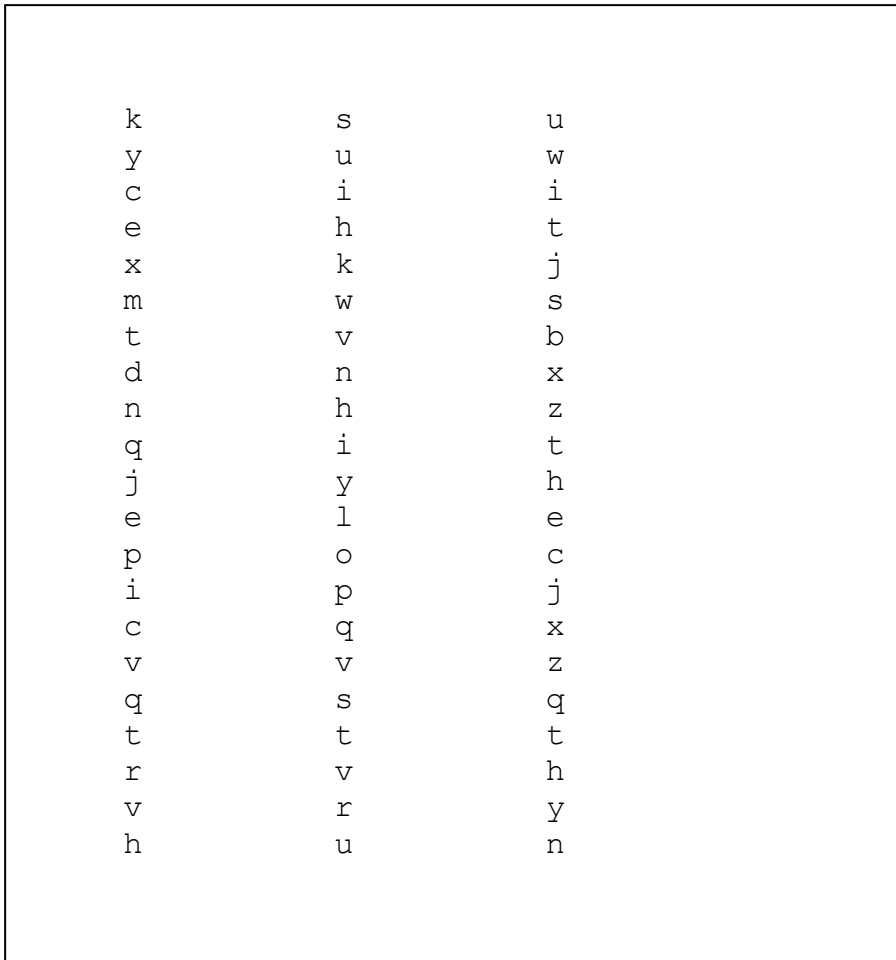 k s u
y u w
c i i
e h t
x k j
m w s
t v b
d n x
n h z
q i t
j y h
e l e
p o c
i p j
c q x
v v z
q s q
t t t
r v h
v r y
h u n